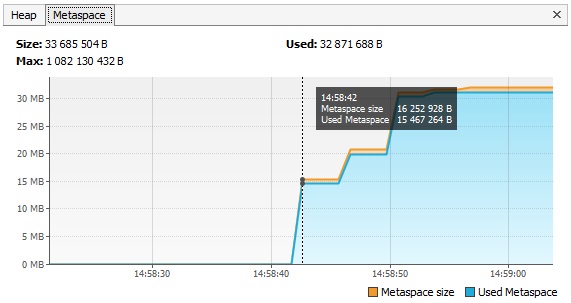 Heap Metaspace
Size: 33 685 504 B Used: 32 871 688 B
Max: 1 082 130 432 B
30 MB
14:58:42
Metaspace size 16 252 928 B
Used Metaspace 15 467 264 B
25 MB
20 MB
15 MB
10 MB
5 MB
0 MB
14:58:30 14:58:40 14:58:50 14:59:00
Metaspace size Used Metaspace